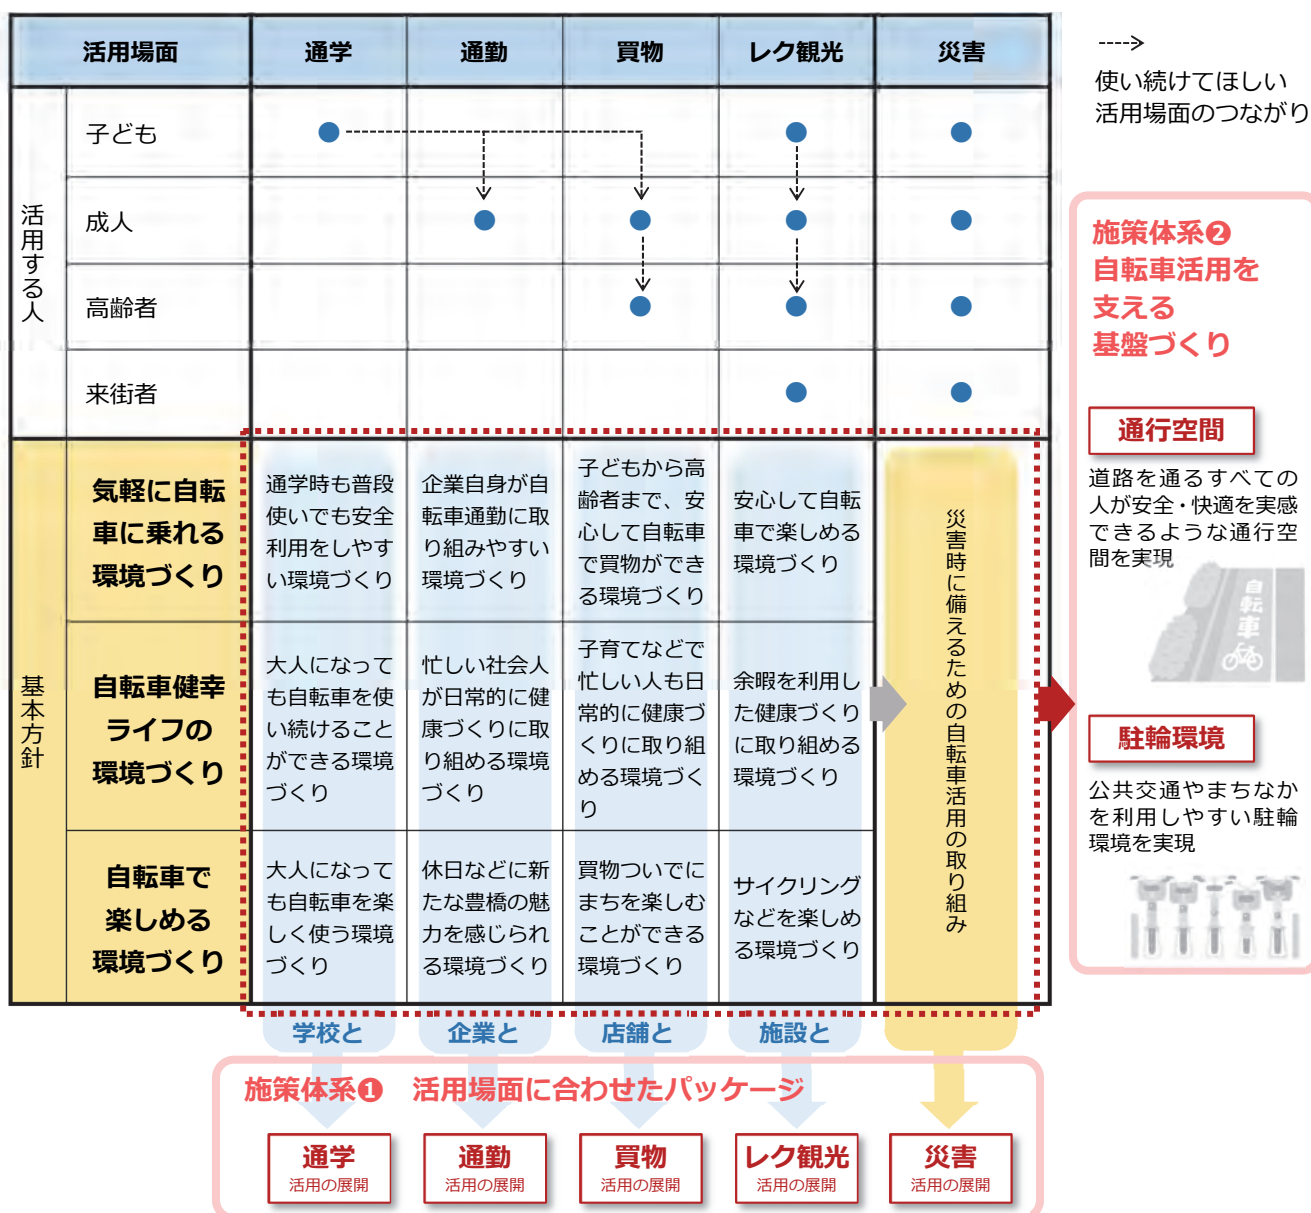 活用場面
通学
通勤
買物
レク観光
災害
使い続けてほしい
活用場面のつながり
活用する人
子ども
成人
高齢者
来街者
基本方針
気軽に自転
車に乗れる
環境づくり
通学時も普段
使いでも安全
利用をしやす
い環境づくり
企業自身が自
転車通勤に取
り組みやすい
環境づくり
子どもから高
齢者まで、安
心して自転車
で買物ができ
る環境づくり
安心して自転
車で楽しめる
環境づくり
災害時に備えるための自転車活用の取り組み
自転車健幸
ライフの
環境づくり
大人になって
も自転車を使
い続けること
ができる環境
づくり
忙しい社会人
が日常的に健
康づくりに取
り組める環境
づくり
子育てなどで
忙しい人も日
常的に健康づ
くりに取り組
める環境づく
り
余暇を利用し
た健康づくり
に取り組める
環境づくり
自転車で
楽しめる
環境づくり
大人になって
も自転車を楽
しく使う環境
づくり
休日などに新
たな豊橋の魅
力を感じられ
る環境づくり
買物ついでに
まちを楽しむ
ことができる
環境づくり
サイクリング
などを楽しめ
る環境づくり
学校と
企業と
店舗と
施設と
施策体系❶　活用場面に合わせたパッケージ
通学
活用の展開
通勤
活用の展開
買物
活用の展開
レク観光
活用の展開
災害
活用の展開
施策体系❷
自転車活用を
支える
基盤づくり
通行空間
道路を通るすべての
人が安全・快適を実感
できるような通行空
間を実現
自転車
駐輪環境
公共交通やまちなか
を利用しやすい駐輪
環境を実現